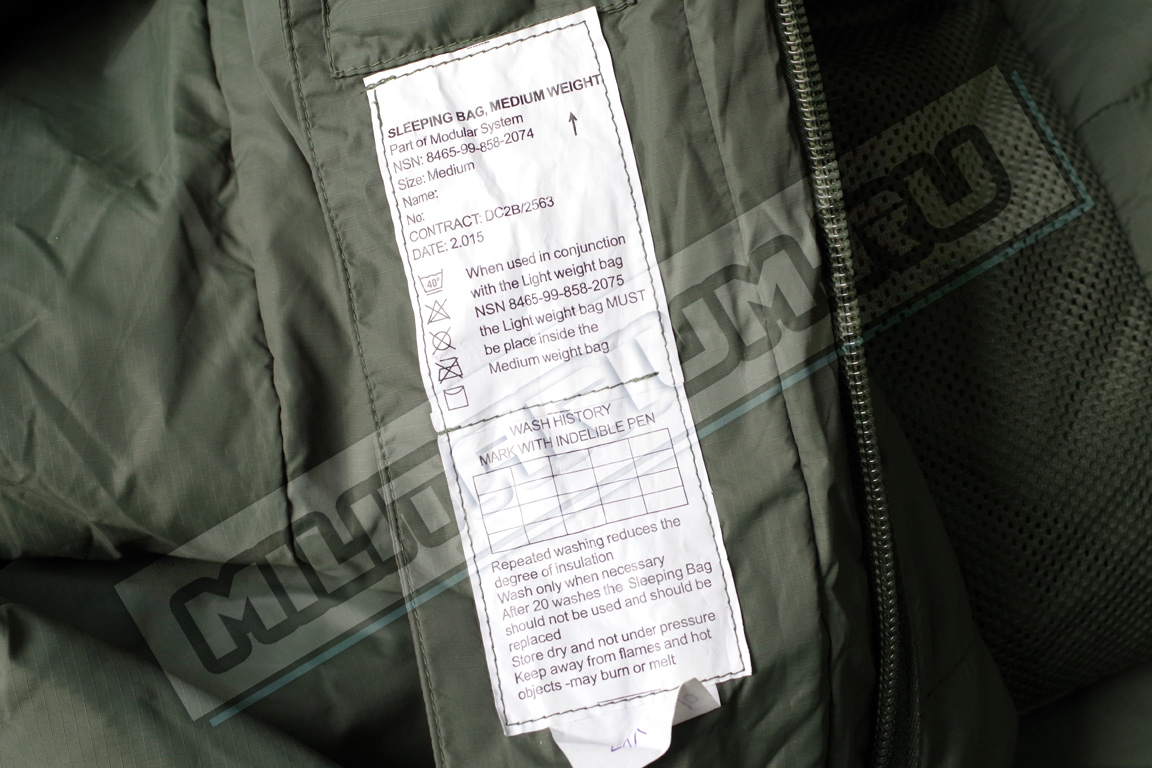 SLEEPING BAG, MEDIUM WEIGHT
Part of Modular System
NSN: 8465-99-858-2074
Size: Medium
Name:
No:
CONTRACT: DC2B/2563
DATE: 2.015
40°
When used in conjunction
with the Light weight bag
NSN 8465-99-858-2075
the Light weight bag MUST
be place inside the
Medium weight bag
WASH HISTORY
MARK WITH INDELIBLE PEN
Repeated washing reduces the
degree of insulation
Wash only when necessary
After 20 washes the Sleeping Bag
should not be used and should be
replaced
Store dry and not under pressure
Keep away from flames and hot
objects -may burn or melt